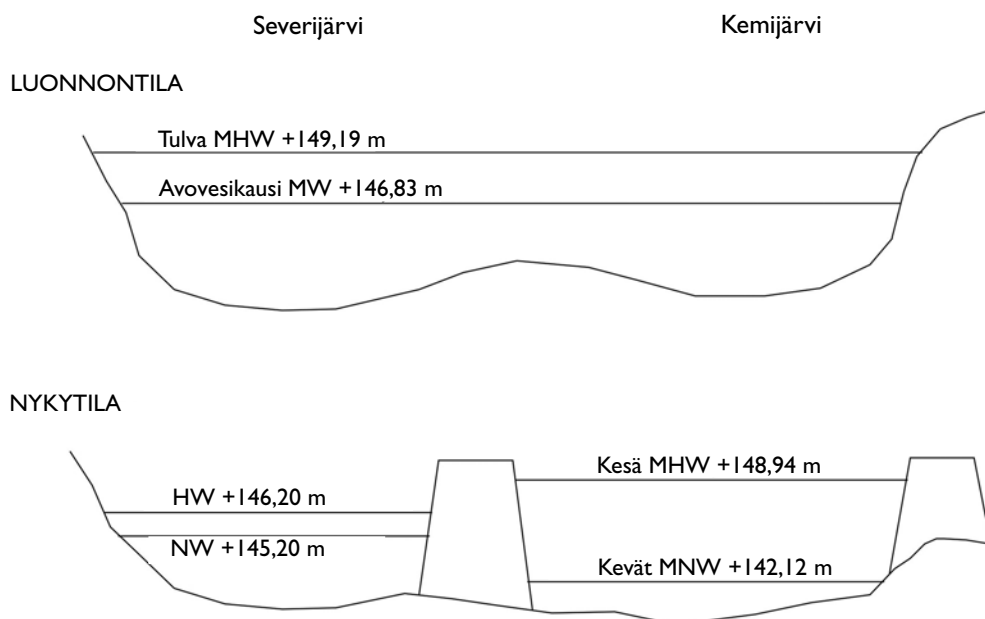 Severijärvi Kemijärvi
LUONNONTILA
Tulva MHW +149,19 m
Avovesikausi MW +146,83 m
NYKYTILA
Kesä MHW +148,94 m
HW +146,20 m
NW +145,20 m
Kevät MNW +142,12 m